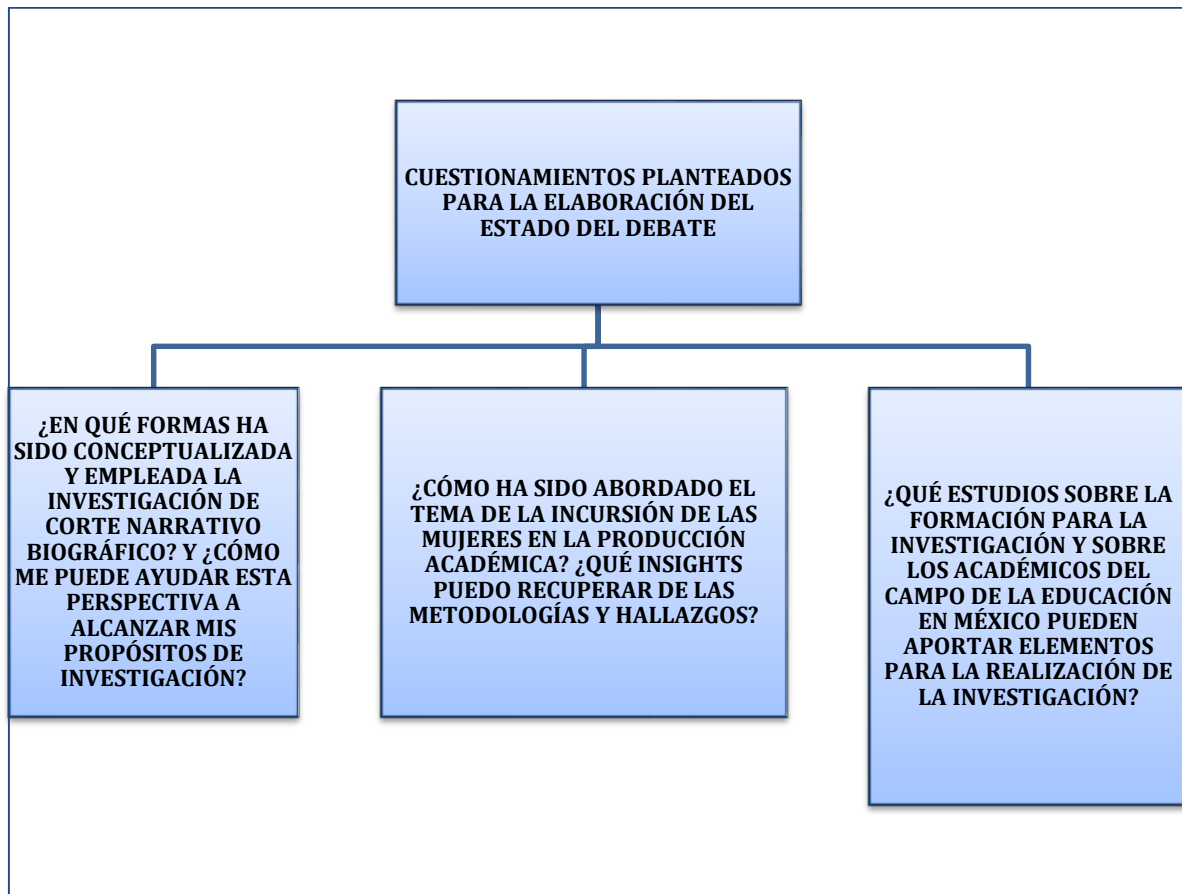 CUESTIONAMIENTOS PLANTEADOS
PARA LA ELABORACIÓN DEL
ESTADO DEL DEBATE
¿EN QUÉ FORMAS HA
SIDO CONCEPTUALIZADA
Y EMPLEADA LA
INVESTIGACIÓN DE
CORTE NARRATIVO
BIOGRÁFICO? Y ¿CÓMO
ME PUEDE AYUDAR ESTA
PERSPECTIVA A
ALCANZAR MIS
PROPÓSITOS DE
INVESTIGACIÓN?
¿CÓMO HA SIDO ABORDADO EL
TEMA DE LA INCURSIÓN DE LAS
MUJERES EN LA PRODUCCIÓN
ACADÉMICA? ¿QUÉ INSIGHTS
PUEDO RECUPERAR DE LAS
METODOLOGÍAS Y HALLAZGOS?
¿QUÉ ESTUDIOS SOBRE LA
FORMACIÓN PARA LA
INVESTIGACIÓN Y SOBRE
LOS ACADÉMICOS DEL
CAMPO DE LA EDUCACIÓN
EN MÉXICO PUEDEN
APORTAR ELEMENTOS
PARA LA REALIZACIÓN DE
LA INVESTIGACIÓN?